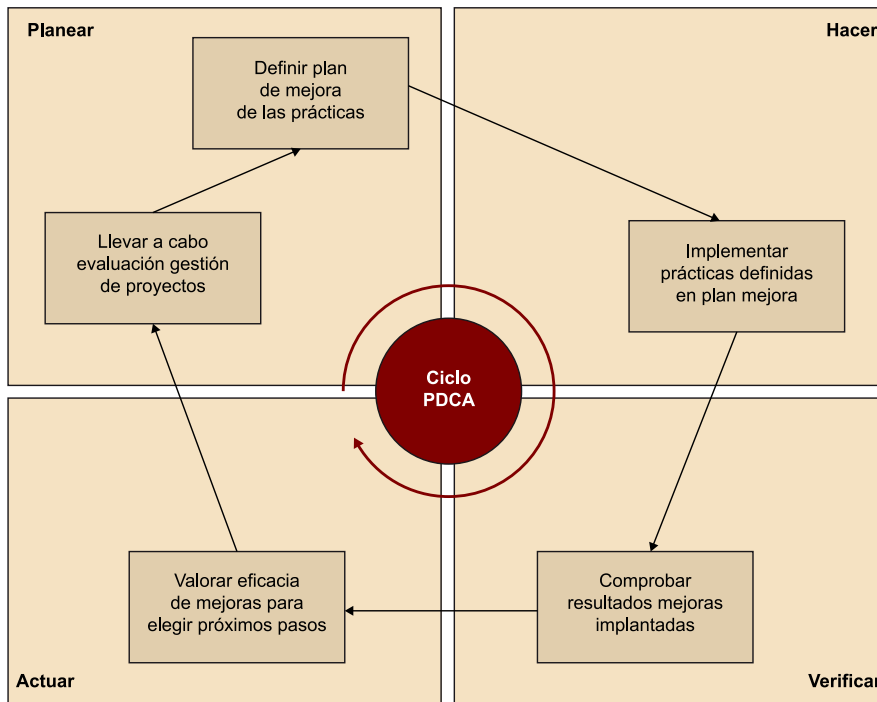 Planear
Definir plan
de mejora
de las prácticas
Llevar a cabo
evaluación gestión
de proyectos
Hacer
Implementar
prácticas definidas
en plan mejora
Ciclo
PDCA
Valorar eficacia
de mejoras para
elegir próximos pasos
Actuar
Comprobar
resultados mejoras
implantadas
Verificar